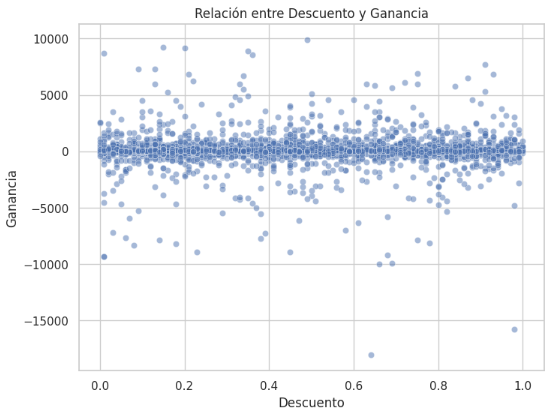 Relación entre Descuento y Ganancia
10000
5000
0
−5000
−10000
−15000
Ganancia
0.0 0.2 0.4 0.6 0.8 1.0
Descuento